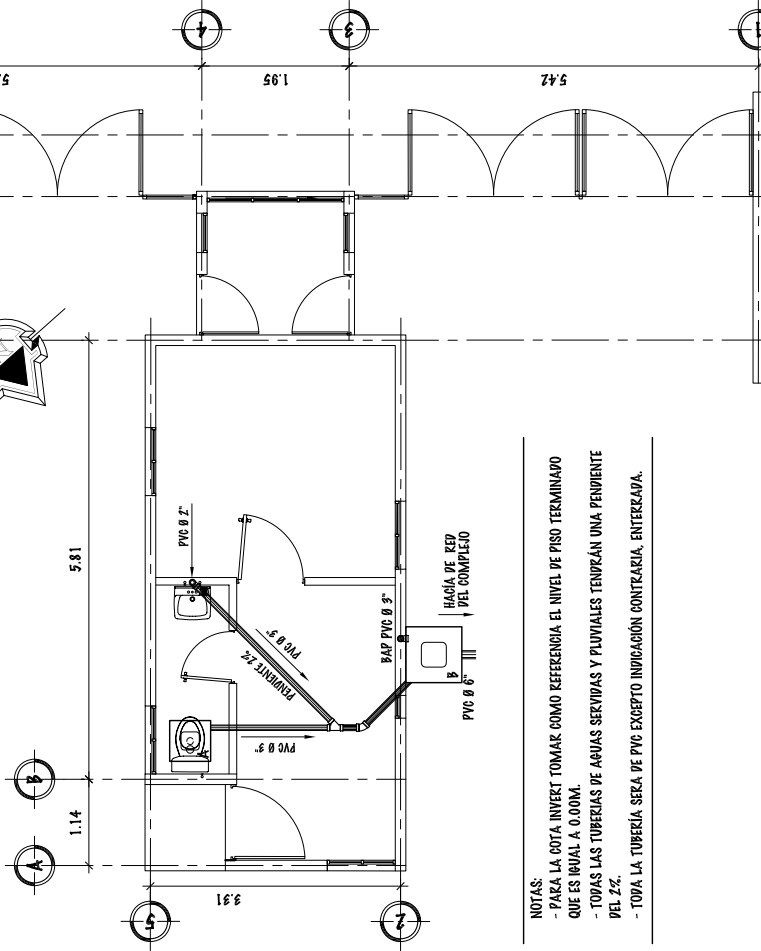 4
3
1.95
5.42
5.81
1.14
B
A
3.31
5
2
PVC Ø 2"
PVC Ø 3"
PENDIENTE 2%
PVC Ø 3"
A
BAP PVC Ø 3"
HACÍA DE RED
DEL COMPLEJO
B
PVC Ø 6"
NOTAS:
- PARA LA COTA INVERT TOMAR COMO REFERENCIA EL NIVEL DE PISO TERMINADO
QUE ES IGUAL A 0.00M.
- TODAS LAS TUBERIAS DE AGUAS SERVIDAS Y PLUVIALES TENDRÁN UNA PENDIENTE
DEL 2%.
- TODA LA TUBERÍA SERA DE PVC EXCEPTO INDICACIÓN CONTRARIA, ENTERRADA.